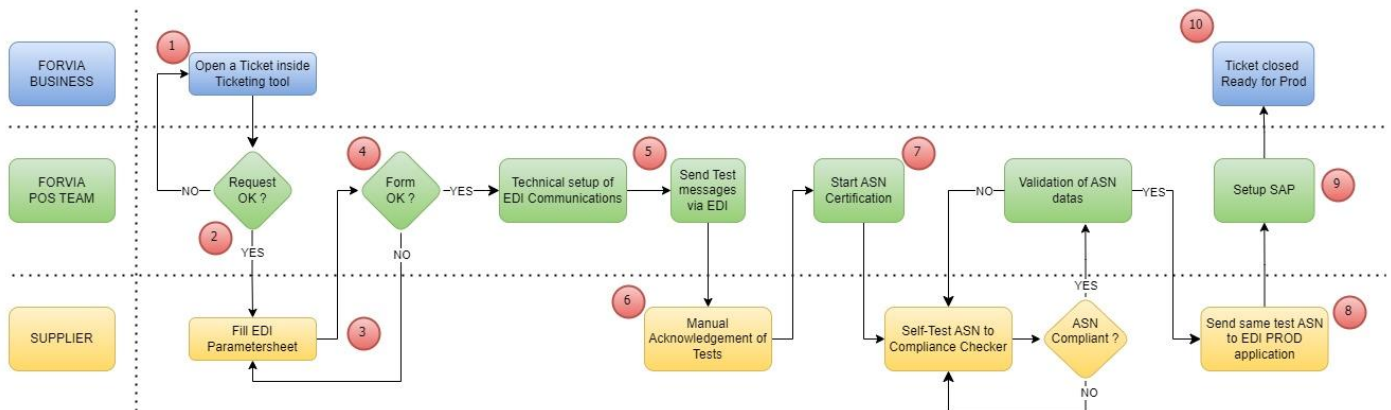 10
1
FORVIA
BUSINESS
Open a Ticket inside
Ticketing tool
Ticket closed
Ready for Prod
4
5
7
FORVIA
POS TEAM
NO
Request
OK ?
Form
OK ?
YES
Technical setup of
EDI Communications
Send Test
messages
via EDI
Start ASN
Certification
NO
Validation of ASN
datas
YES
Setup SAP
9
2
YES
NO
YES
6
8
SUPPLIER
Fill EDI
Parametersheet
3
Manual
Acknowledgement of
Tests
Self-Test ASN to
Compliance Checker
ASN
Compliant ?
Send same test ASN
to EDI PROD
application
NO